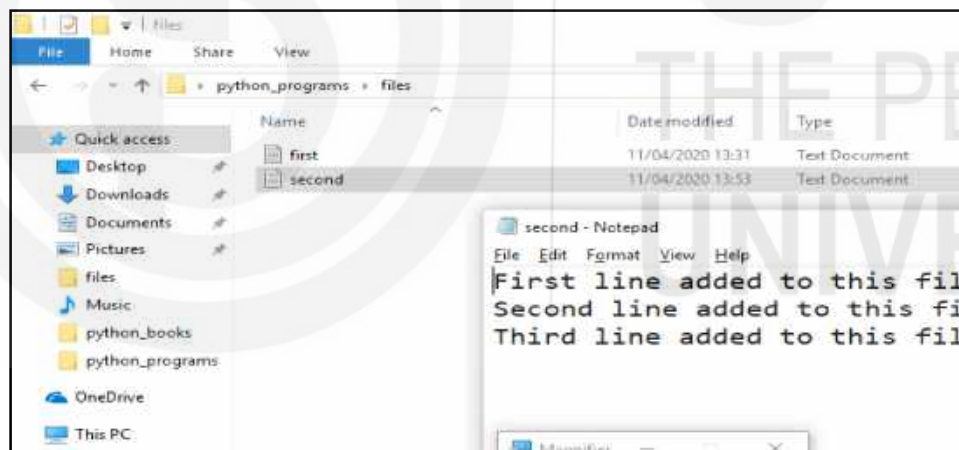 files
File Home Share View
python_programs files
Name Date modified Type
Quick access
Desktop
Downloads
Documents
Pictures
files
Music
python_books
python_programs
OneDrive
This PC
first 11/04/2020 13:31 Text Document
second 11/04/2020 13:53 Text Document
second - Notepad
File Edit Format View Help
First line added to this fil
Second line added to this fi
Third line added to this fil
Magnifier
THE PE
UNIVE